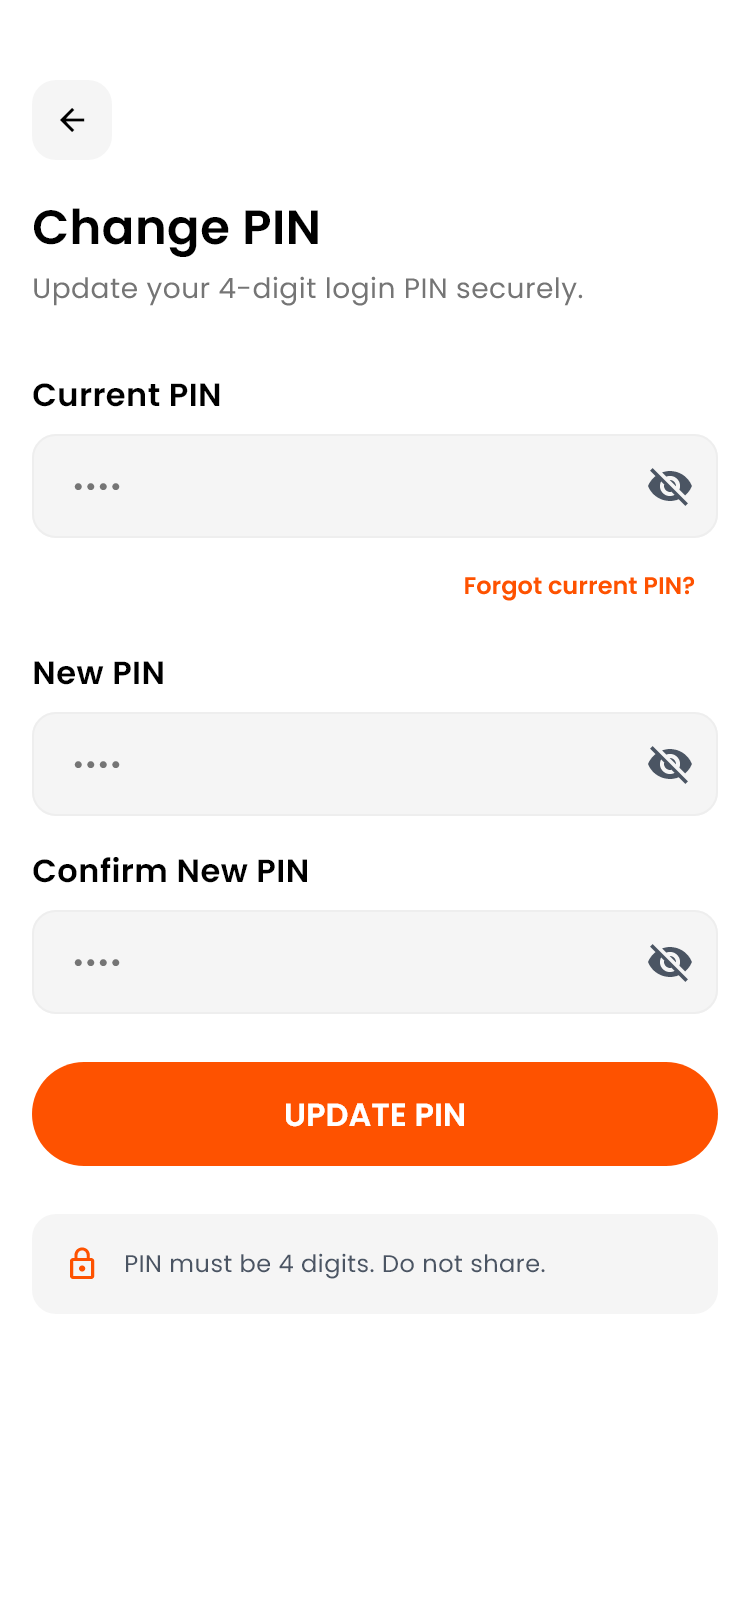 Change PIN
Update your 4-digit login PIN securely.
Current PIN
••••
Forgot current PIN?
New PIN
••••
Confirm New PIN
••••
UPDATE PIN
PIN must be 4 digits. Do not share.